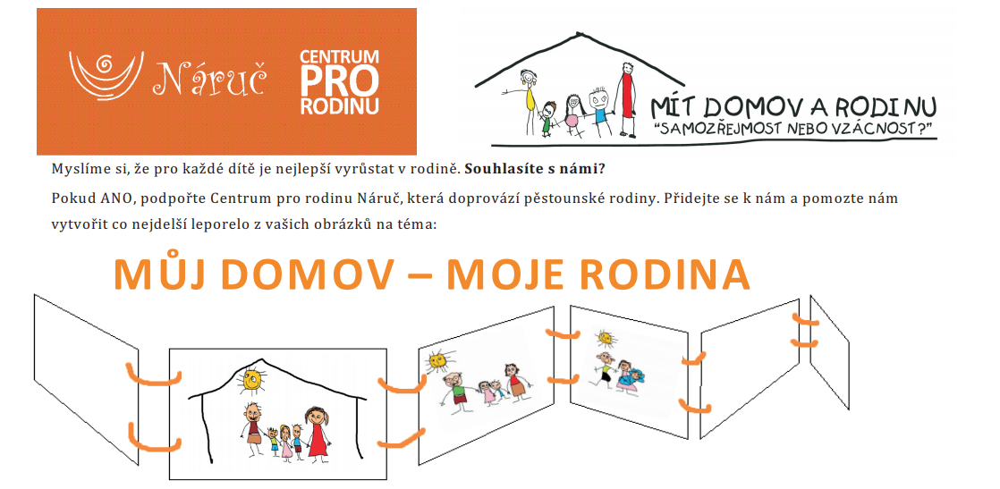 Náruč
CENTRUM
PRO
RODINU
MÍT DOMOV A RODINU
"SAMOZŘEJMOST NEBO VZÁCNOST?"
Myslíme si, že pro každé dítě je nejlepší vyrůstat v rodině. Souhlasíte s námi?
Pokud ANO, podpořte Centrum pro rodinu Náruč, která doprovází pěstounské rodiny. Přidejte se k nám a pomozte nám
vytvořit co nejdelší leporelo z vašich obrázků na téma:
MŮJ DOMOV – MOJE RODINA